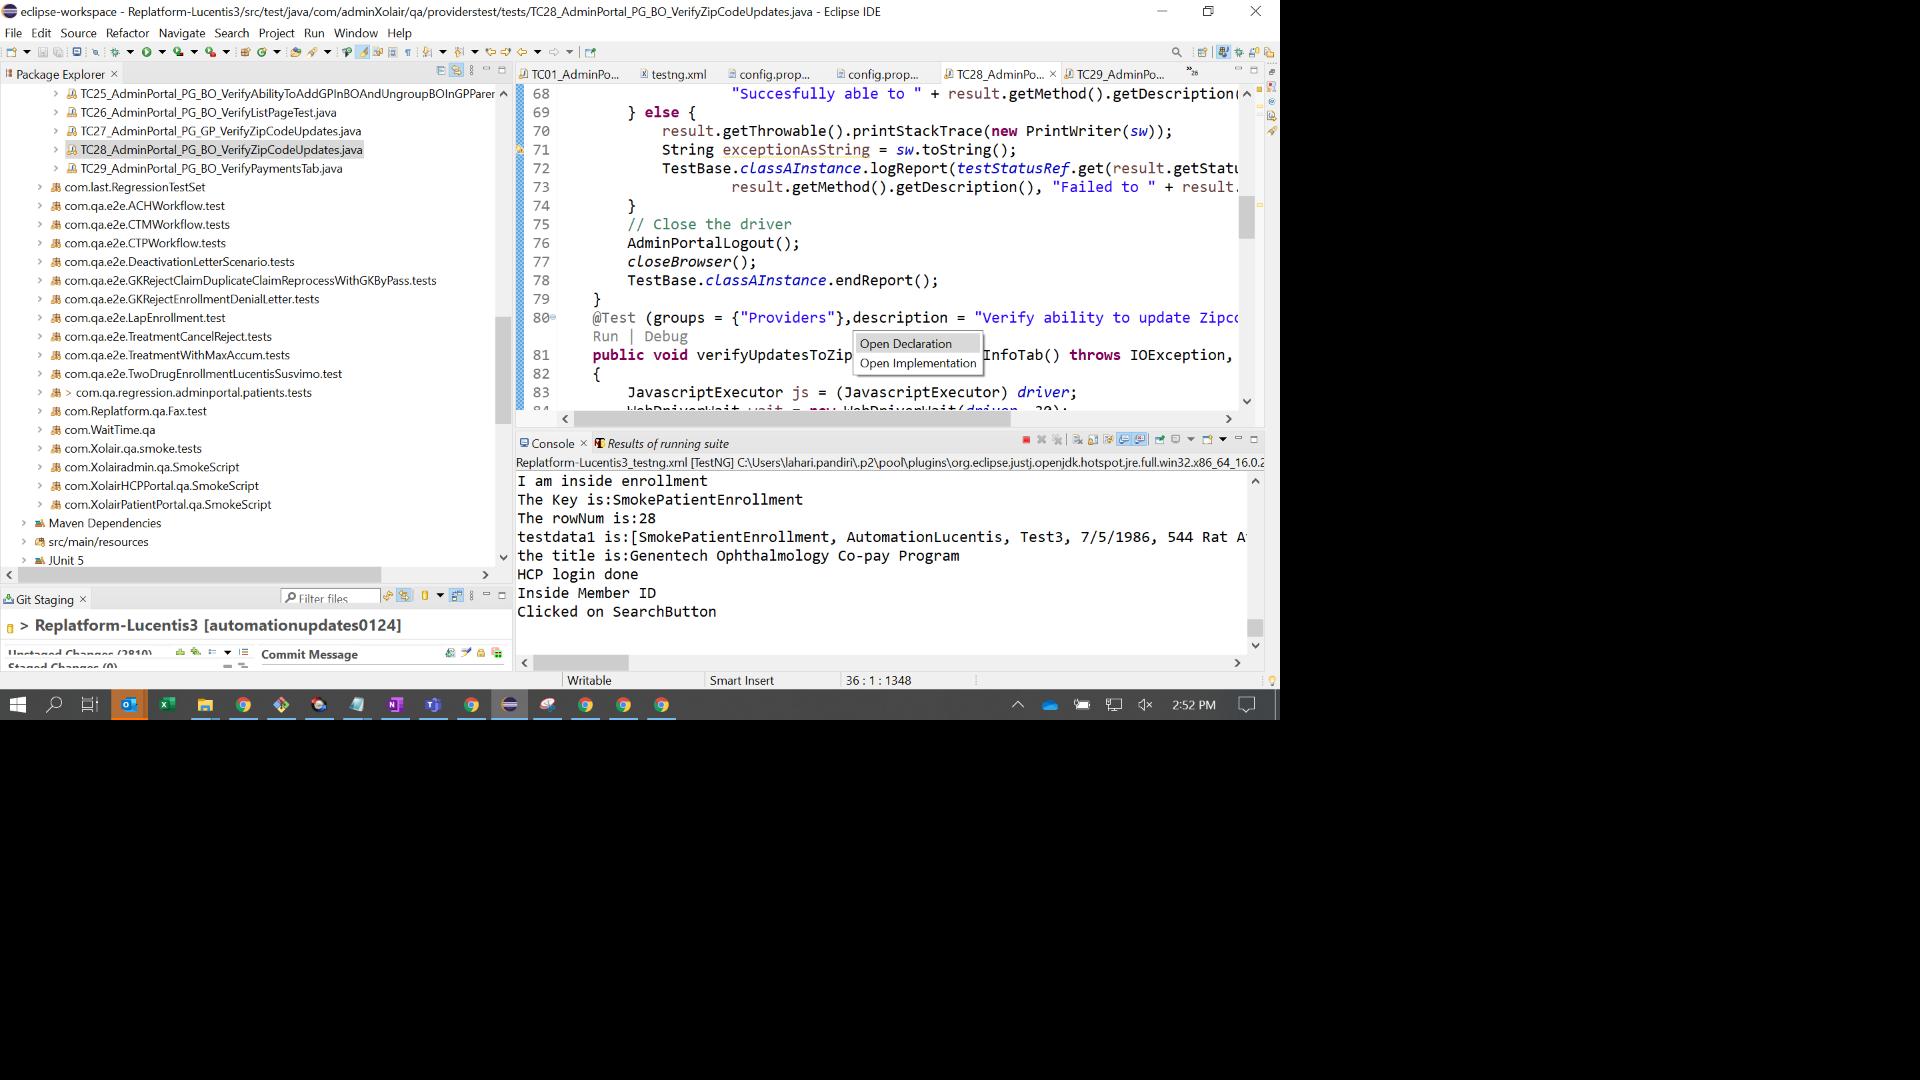 eclipse-workspace - Replatform-Lucentis3/src/test/java/com/adminXolair/qa/providerstest/tests/TC28_AdminPortal_PG_BO_VerifyZipCodeUpdates.java - Eclipse IDE
File Edit Source Refactor Navigate Search Project Run Window Help
Package Explorer
TC25_AdminPortal_PG_BO_VerifyAbilityToAddGPInBOAndUngroupBOInGPParer
TC26_AdminPortal_PG_BO_VerifyListPageTest.java
TC27_AdminPortal_PG_GP_VerifyZipCodeUpdates.java
TC28_AdminPortal_PG_BO_VerifyZipCodeUpdates.java
TC29_AdminPortal_PG_BO_VerifyPaymentsTab.java
com.last.RegressionTestSet
com.qa.e2e.ACHWorkflow.test
com.qa.e2e.CTMWorkflow.tests
com.qa.e2e.CTPWorkflow.tests
com.qa.e2e.DeactivationLetterScenario.tests
com.qa.e2e.GKRejectClaimDuplicateClaimReprocessWithGKByPass.tests
com.qa.e2e.GKRejectEnrollmentDenialLetter.tests
com.qa.e2e.LapEnrollment.test
com.qa.e2e.TreatmentCancelReject.tests
com.qa.e2e.TreatmentWithMaxAccum.tests
com.qa.e2e.TwoDrugEnrollmentLucentisSusvimo.test
> com.qa.regression.adminportal.patients.tests
com.Replatform.qa.Fax.test
com.WaitTime.qa
com.Xolair.qa.smoke.tests
com.Xolairadmin.qa.SmokeScript
com.XolairHCPPortal.qa.SmokeScript
com.XolairPatientPortal.qa.SmokeScript
Maven Dependencies
src/main/resources
JUnit 5
Git Staging
Filter files
> Replatform-Lucentis3 [automationupdates0124]
Unstaged Changes (2810)
Staged Changes (0)
Commit Message
TC01_AdminPo... testng.xml config.prop... config.prop... TC28_AdminPo... TC29_AdminPo... »26
68 "Succesfully able to " + result.getMethod().getDescription(
69 } else {
70 result.getThrowable().printStackTrace(new PrintWriter(sw));
71 String exceptionAsString = sw.toString();
72 TestBase.classAInstance.logReport(testStatusRef.get(result.getStatu
73 result.getMethod().getDescription(), "Failed to " + result.
74 }
75 // Close the driver
76 AdminPortalLogout();
77 closeBrowser();
78 TestBase.classAInstance.endReport();
79 }
80 @Test (groups = {"Providers"},description = "Verify ability to update Zipco
Run | Debug
81 public void verifyUpdatesToZip InfoTab() throws IOException,
82 {
83 JavascriptExecutor js = (JavascriptExecutor) driver;
84 WebDriverWait wait = new WebDriverWait(driver, 30);
Open Declaration
Open Implementation
Console Results of running suite
Replatform-Lucentis3_testng.xml [TestNG] C:\Users\lahari.pandiri\.p2\pool\plugins\org.eclipse.justj.openjdk.hotspot.jre.full.win32.x86_64_16.0.2
I am inside enrollment
The Key is:SmokePatientEnrollment
The rowNum is:28
testdata1 is:[SmokePatientEnrollment, AutomationLucentis, Test3, 7/5/1986, 544 Rat A
the title is:Genentech Ophthalmology Co-pay Program
HCP login done
Inside Member ID
Clicked on SearchButton
Writable Smart Insert 36 : 1 : 1348
2:52 PM